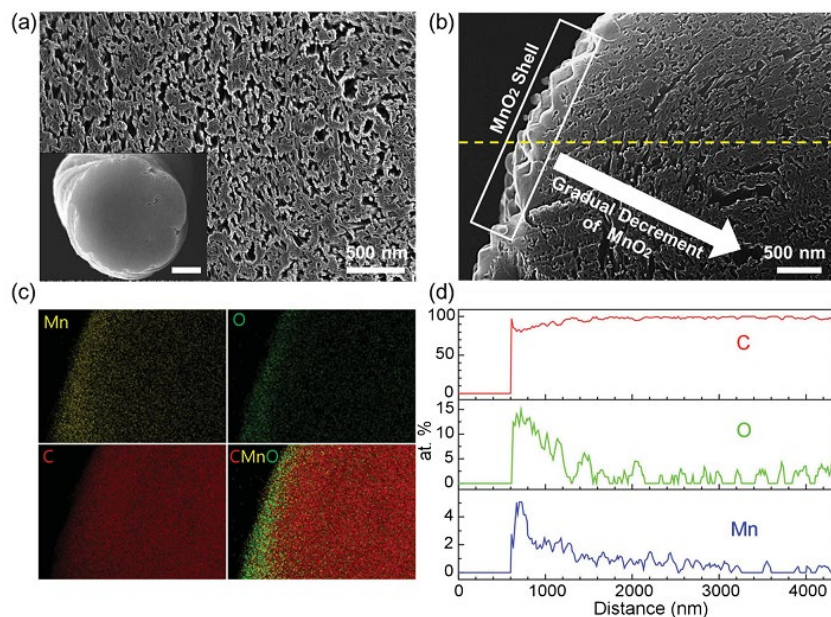 (a)
500 nm
(b)
MnO₂ Shell
Gradual Decrement
of MnO₂
500 nm
(c)
Mn
O
C
CMnO
(d)
at. %
100
50
0
C
15
10
5
0
O
4
2
0
Mn
0 1000 2000 3000 4000
Distance (nm)